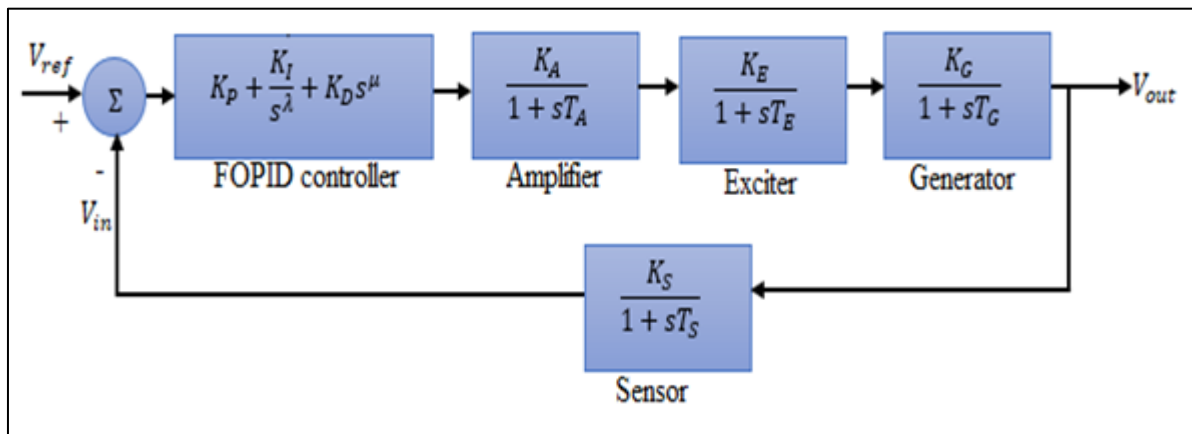 V_ref
+
Σ
-
V_in
K_P + K_I/s^λ + K_D s^μ
FOPID controller
K_A
1 + sT_A
Amplifier
K_E
1 + sT_E
Exciter
K_G
1 + sT_G
Generator
V_out
K_S
1 + sT_S
Sensor